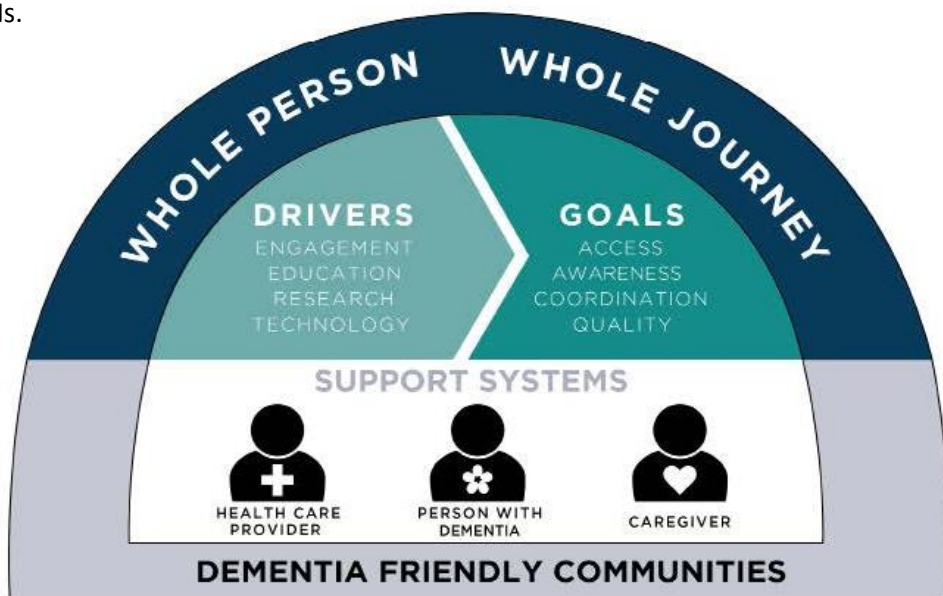 ls.
WHOLE PERSON WHOLE JOURNEY
DRIVERS
ENGAGEMENT
EDUCATION
RESEARCH
TECHNOLOGY
GOALS
ACCESS
AWARENESS
COORDINATION
QUALITY
SUPPORT SYSTEMS
HEALTH CARE
PROVIDER
PERSON WITH
DEMENTIA
CAREGIVER
DEMENTIA FRIENDLY COMMUNITIES